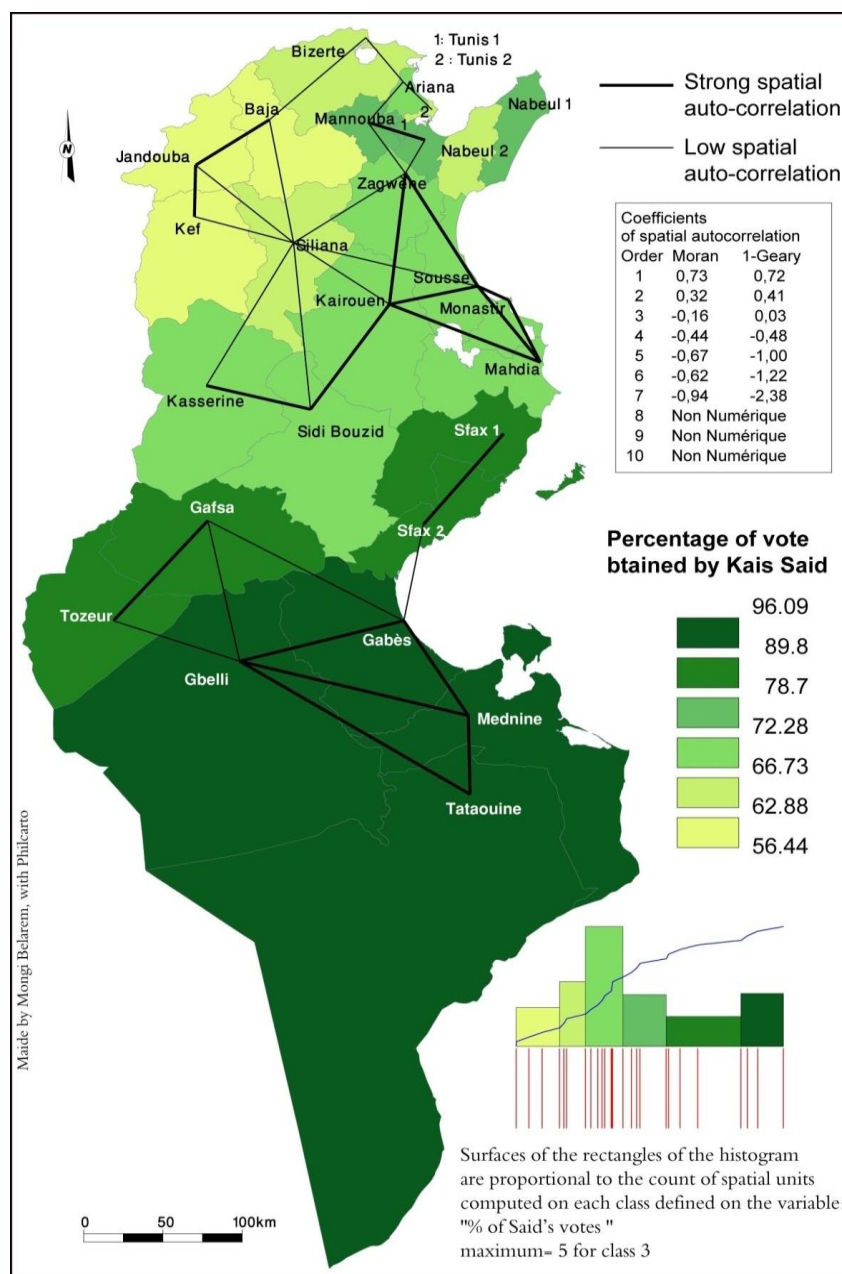 1: Tunis 1
2 : Tunis 2
Bizerte
Ariana
2
Nabeul 1
Baja
Mannouba
1
Jandouba
Nabeul 2
Zagwène
Kef
Siliana
Sousse
Kairouen
Monastir
Mahdia
Kasserine
Sidi Bouzid
Sfax 1
Gafsa
Sfax 2
Tozeur
Gabès
Gbelli
Mednine
Tataouine
N
Strong spatial
auto-correlation
Low spatial
auto-correlation
Coefficients
of spatial autocorrelation
Order Moran 1-Geary
1 0,73 0,72
2 0,32 0,41
3 -0,16 0,03
4 -0,44 -0,48
5 -0,67 -1,00
6 -0,62 -1,22
7 -0,94 -2,38
8 Non Numérique
9 Non Numérique
10 Non Numérique
Percentage of vote
btained by Kais Said
96.09
89.8
78.7
72.28
66.73
62.88
56.44
Maide by Mongi Belarem, with Philcarto
Surfaces of the rectangles of the histogram
are proportional to the count of spatial units
computed on each class defined on the variable:
"% of Said's votes "
maximum= 5 for class 3
0 50 100km